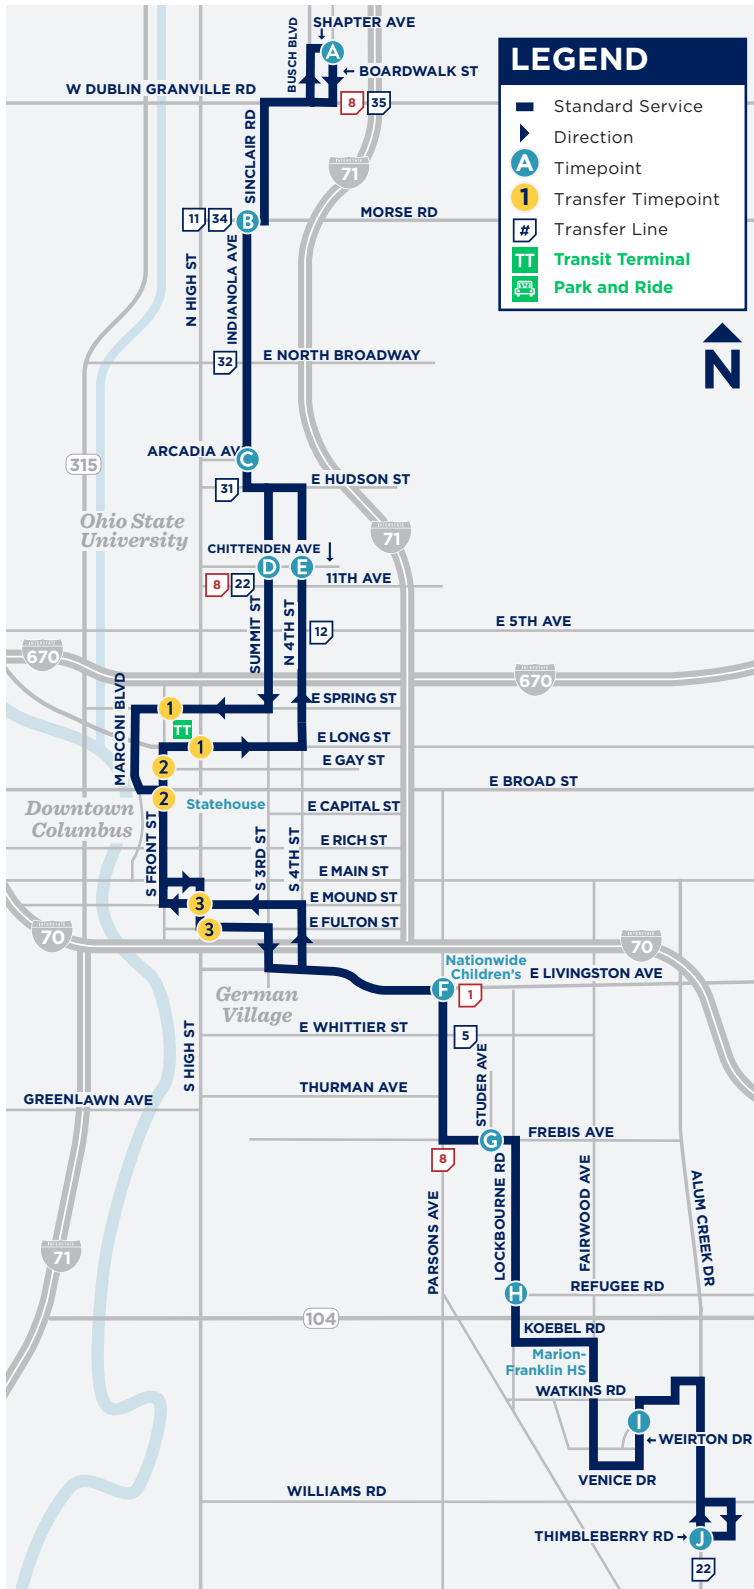 SHAPTER AVE
BUSCH BLVD
A
BOARDWALK ST
W DUBLIN GRANVILLE RD
8
35
LEGEND
Standard Service
Direction
A
Timepoint
1
Transfer Timepoint
#
Transfer Line
TT
Transit Terminal
Park and Ride
N
SINCLAIR RD
71
11
34
B
MORSE RD
N HIGH ST
INDIANOLA AVE
32
E NORTH BROADWAY
ARCADIA AV
C
315
31
E HUDSON ST
Ohio State
University
71
CHITTENDEN AVE
D
E
8
22
11TH AVE
SUMMIT ST
N 4TH ST
12
E 5TH AVE
670
670
MARCONI BLVD
1
E SPRING ST
TT
1
E LONG ST
2
E GAY ST
E BROAD ST
2
Statehouse
Downtown
Columbus
E CAPITAL ST
S FRONT ST
S 3RD ST
S 4TH ST
E RICH ST
E MAIN ST
3
E MOUND ST
3
E FULTON ST
70
70
Nationwide
Children's
E LIVINGSTON AVE
F
1
German
Village
S HIGH ST
E WHITTIER ST
5
STUDER AVE
THURMAN AVE
GREENLAWN AVE
G
FREBIS AVE
8
PARSONS AVE
LOCKBOURNE RD
FAIRWOOD AVE
ALUM CREEK DR
71
H
REFUGEE RD
104
KOEBEL RD
Marion-
Franklin HS
WATKINS RD
I
WEIRTON DR
VENICE DR
WILLIAMS RD
THIMBLEBERRY RD
J
22